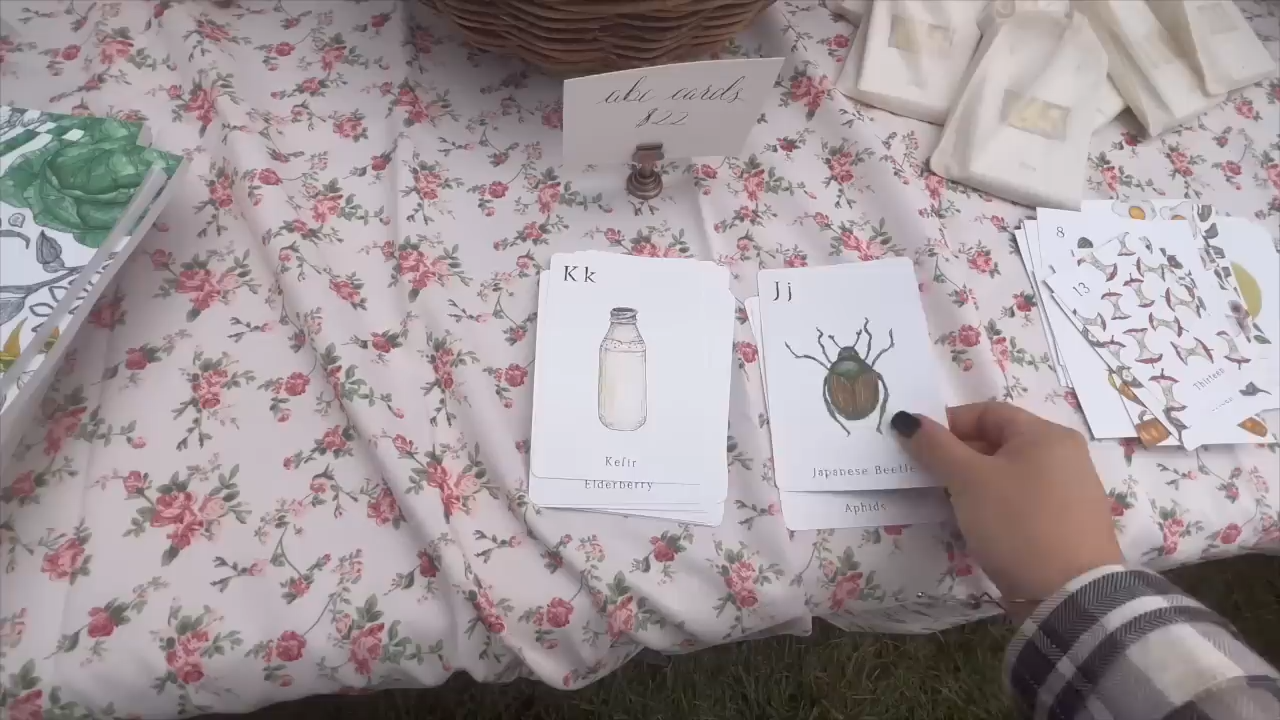 abc cards
$22
Kk
Kefir
Elderberry
Jj
Japanese Beetle
Aphids
8
13
Thirteen